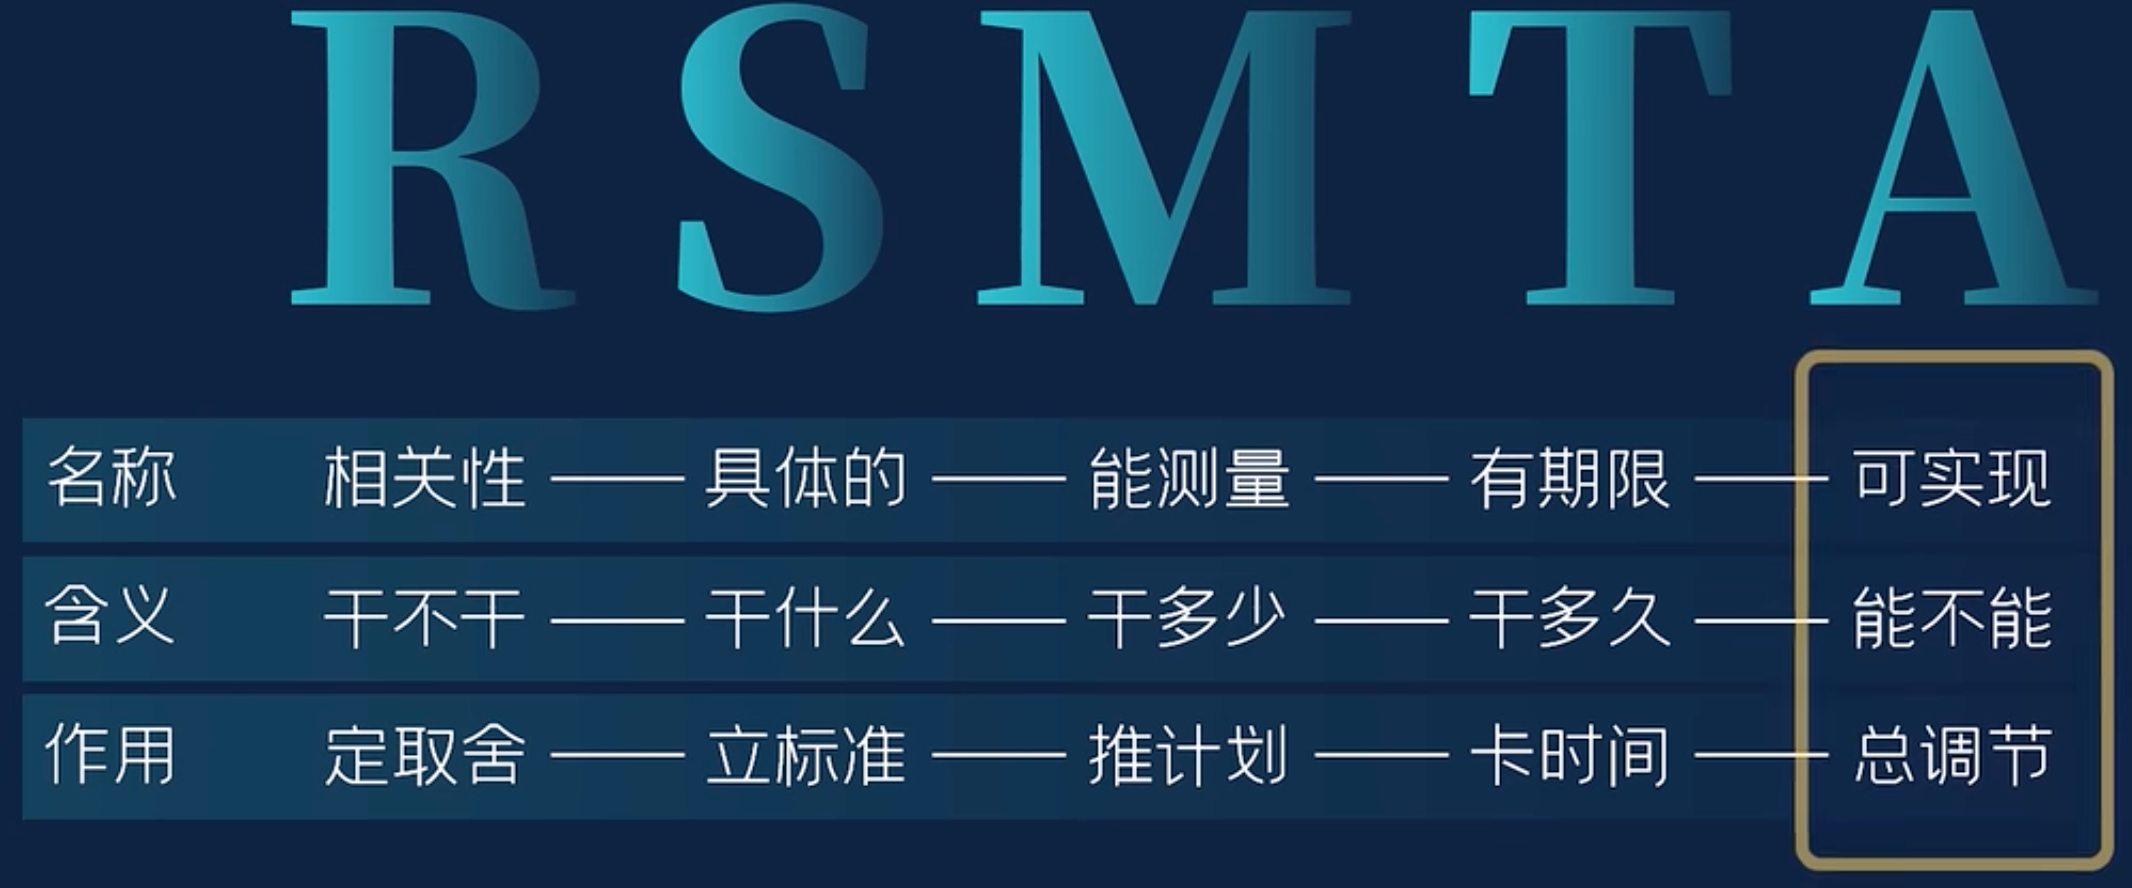 R S M T A
名称 相关性 —— 具体的 —— 能测量 —— 有期限 —— 可实现
含义 干不干 —— 干什么 —— 干多少 —— 干多久 —— 能不能
作用 定取舍 —— 立标准 —— 推计划 —— 卡时间 —— 总调节